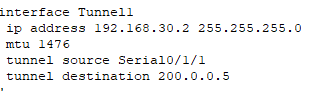 interface Tunnel1
ip address 192.168.30.2 255.255.255.0
mtu 1476
tunnel source Serial0/1/1
tunnel destination 200.0.0.5